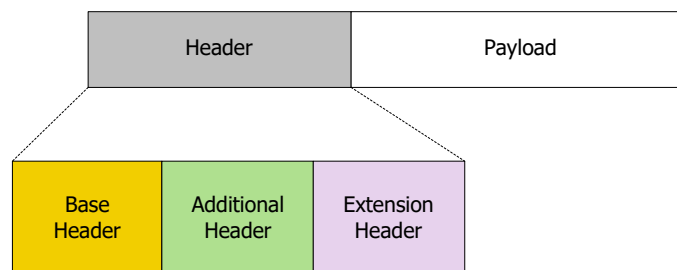 Header
Payload
Base
Header
Additional
Header
Extension
Header